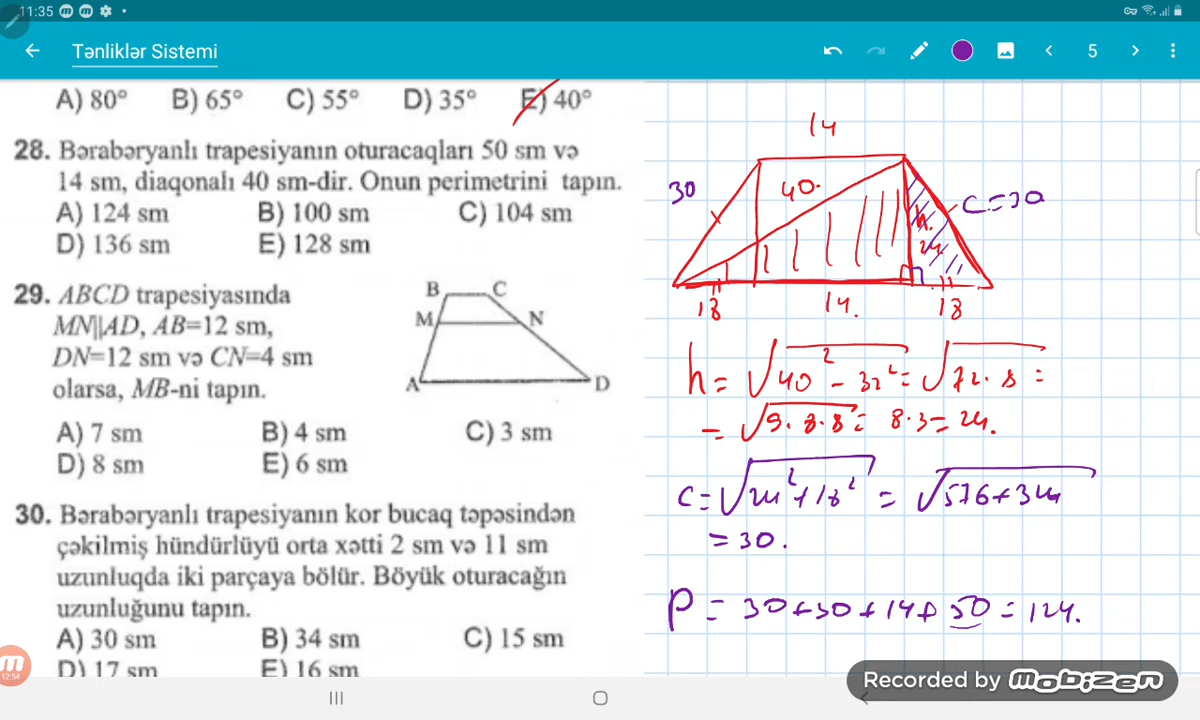 11:35
Tənliklər Sistemi
5
A) 80° B) 65° C) 55° D) 35° E) 40°
28. Bərabəryanlı trapesiyanın oturacaqları 50 sm və
14 sm, diaqonalı 40 sm-dir. Onun perimetrini tapın.
A) 124 sm B) 100 sm C) 104 sm
D) 136 sm E) 128 sm
29. ABCD trapesiyasında
MN||AD, AB=12 sm,
DN=12 sm və CN=4 sm
olarsa, MB-ni tapın.
B C
M N
A D
A) 7 sm B) 4 sm C) 3 sm
D) 8 sm E) 6 sm
30. Bərabəryanlı trapesiyanın kor bucaq təpəsindən
çəkilmiş hündürlüyü orta xətti 2 sm və 11 sm
uzunluqda iki parçaya bölür. Böyük oturacağın
uzunluğunu tapın.
A) 30 sm B) 34 sm C) 15 sm
D) 17 sm E) 16 sm
14
30 40. C=30
h.
24
18 14. 18
h = √40² - 32² = √72·8 =
= √9·8·8 = 8·3 = 24.
C = √24² + 18² = √576+324
= 30.
P = 30+30+14+50 = 124.
12:54
Recorded by mobizen